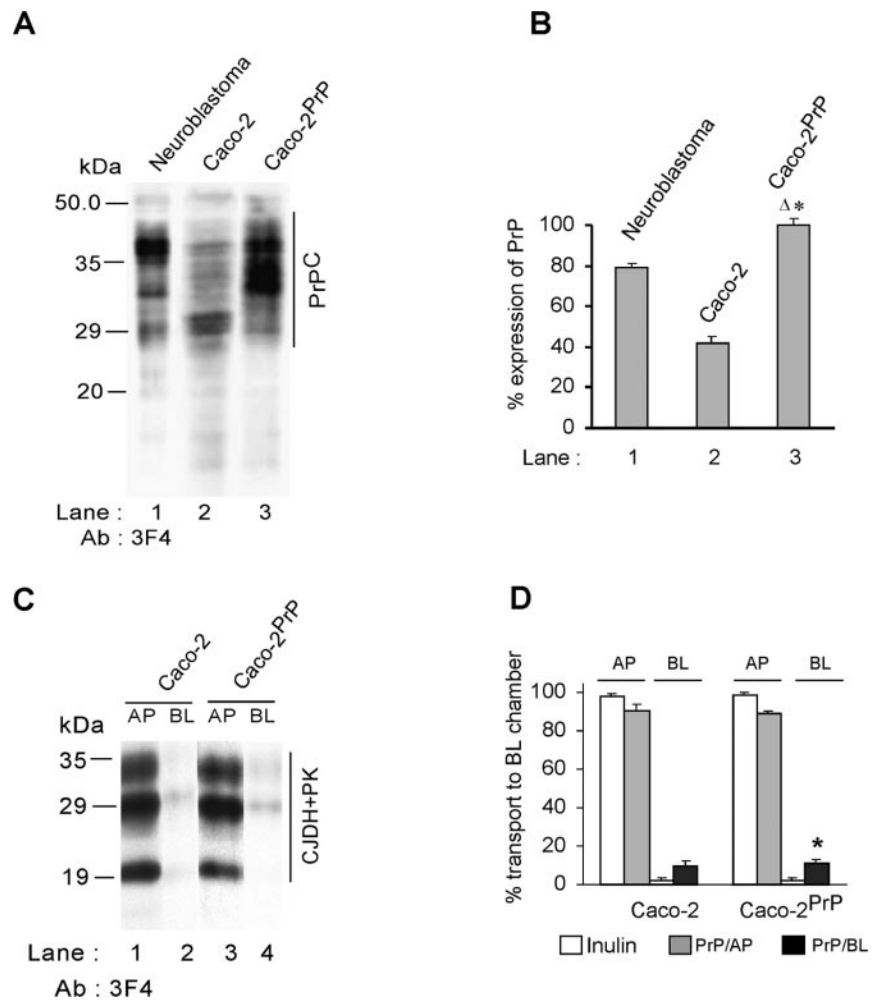 A
kDa
Neuroblastoma
Caco-2
Caco-2PrP
50.0
35
29
20
PrPC
Lane : 1 2 3
Ab : 3F4
B
% expression of PrP
100
80
60
40
20
0
Neuroblastoma
Caco-2
Caco-2PrP
Δ *
Lane : 1 2 3
C
Caco-2 Caco-2PrP
kDa AP BL AP BL
35
29
19
CJDH+PK
Lane : 1 2 3 4
Ab : 3F4
D
AP BL AP BL
% transport to BL chamber
100
80
60
40
20
0
*
Caco-2 Caco-2PrP
Inulin PrP/AP PrP/BL